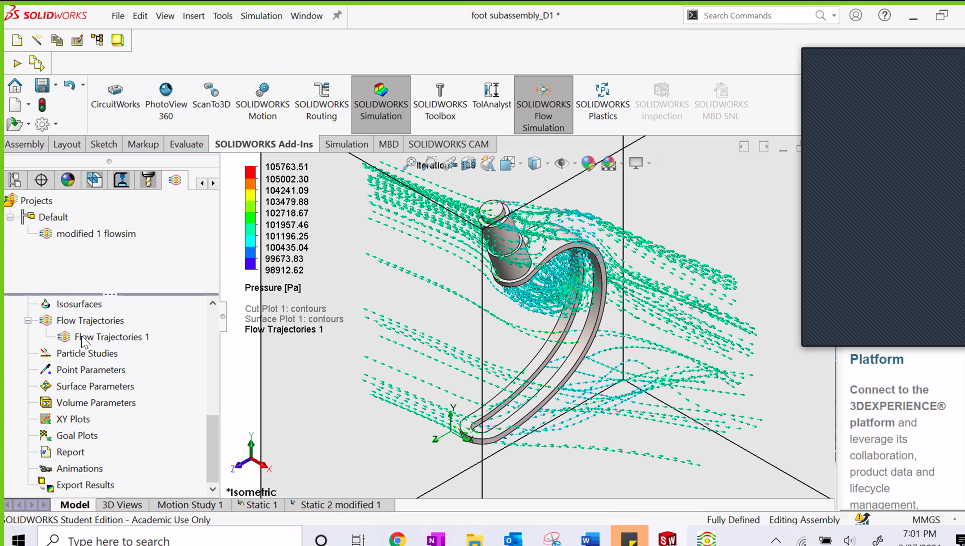 SOLIDWORKS File Edit View Insert Tools Simulation Window foot subassembly_D1 * Search Commands
CircuitWorks
PhotoView 360
ScanTo3D
SOLIDWORKS Motion
SOLIDWORKS Routing
SOLIDWORKS Simulation
SOLIDWORKS Toolbox
TolAnalyst
SOLIDWORKS Flow Simulation
SOLIDWORKS Plastics
SOLIDWORKS Inspection
SOLIDWORKS MBD SNL
Assembly Layout Sketch Markup Evaluate SOLIDWORKS Add-Ins Simulation MBD SOLIDWORKS CAM
Projects
Default
modified 1 flowsim
Isosurfaces
Flow Trajectories
Flow Trajectories 1
Particle Studies
Point Parameters
Surface Parameters
Volume Parameters
XY Plots
Goal Plots
Report
Animations
Export Results
105763.51
105002.30
104241.09
103479.88
102718.67
101957.46
101196.25
100435.04
99673.83
98912.62
Pressure [Pa]
Cut Plot 1: contours
Surface Plot 1: contours
Flow Trajectories 1
Y
Z
Y
Z
X
*Isometric
Platform
Connect to the
3DEXPERIENCE®
platform and
leverage its
collaboration,
product data and
lifecycle
management.
Model 3D Views Motion Study 1 Static 1 Static 2 modified 1
SOLIDWORKS Student Edition - Academic Use Only Fully Defined Editing Assembly MMGS
Type here to search
7:01 PM